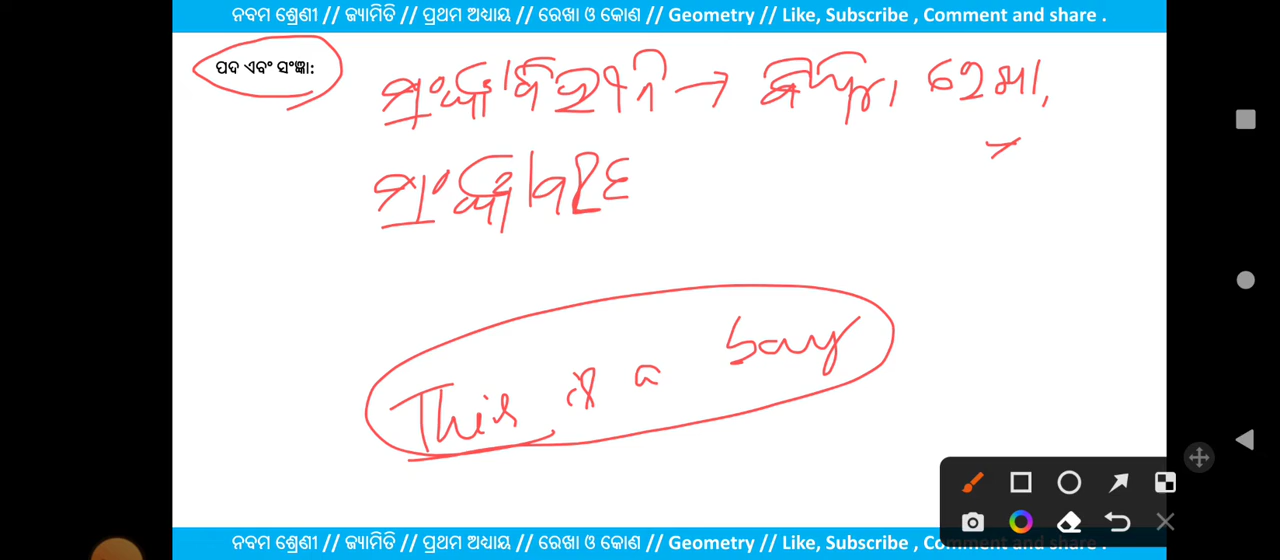 ନବମ ଶ୍ରେଣୀ // ଜ୍ୟାମିତି // ପ୍ରଥମ ଅଧ୍ୟାୟ // ରେଖା ଓ କୋଣ // Geometry // Like, Subscribe , Comment and share .
ପଦ ଏବଂ ସଂଜ୍ଞା:
This is a
ନବମ ଶ୍ରେଣୀ // ଜ୍ୟାମିତି // ପ୍ରଥମ ଅଧ୍ୟାୟ // ରେଖା ଓ କୋଣ // Geometry // Like, Subscribe , Comment and share .